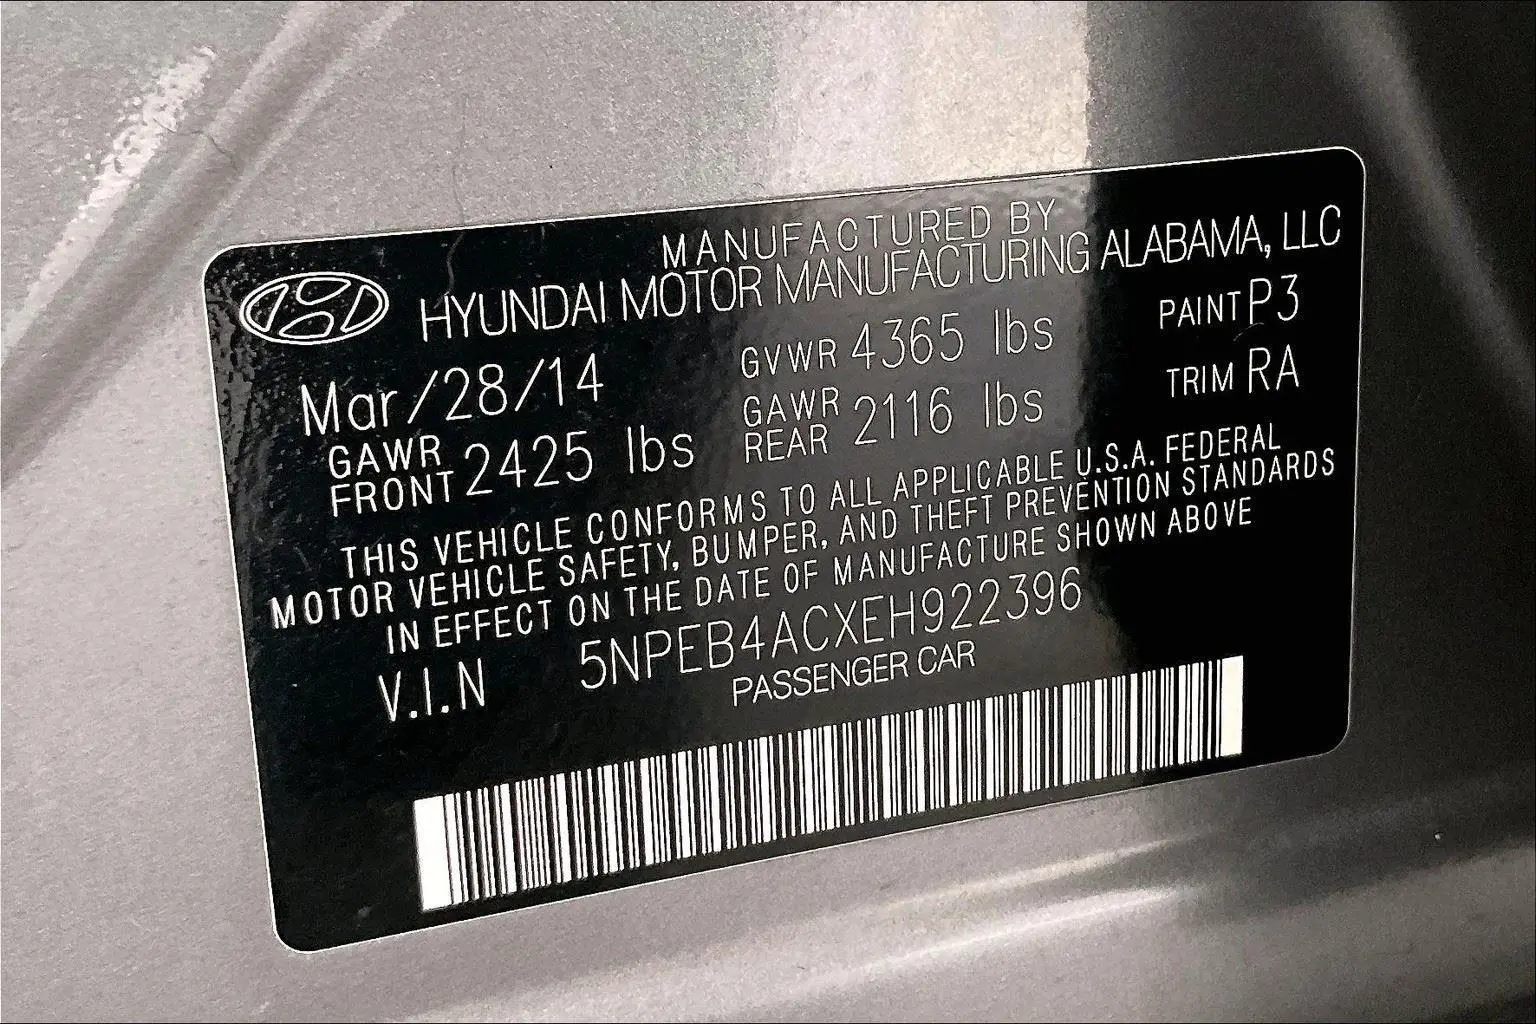 MANUFACTURED BY
HYUNDAI MOTOR MANUFACTURING ALABAMA, LLC
Mar/28/14
GVWR 4365 lbs
PAINT P3
GAWR FRONT 2425 lbs
GAWR REAR 2116 lbs
TRIM RA
THIS VEHICLE CONFORMS TO ALL APPLICABLE U.S.A. FEDERAL
MOTOR VEHICLE SAFETY, BUMPER, AND THEFT PREVENTION STANDARDS
IN EFFECT ON THE DATE OF MANUFACTURE SHOWN ABOVE
V.I.N 5NPEB4ACXEH922396
PASSENGER CAR